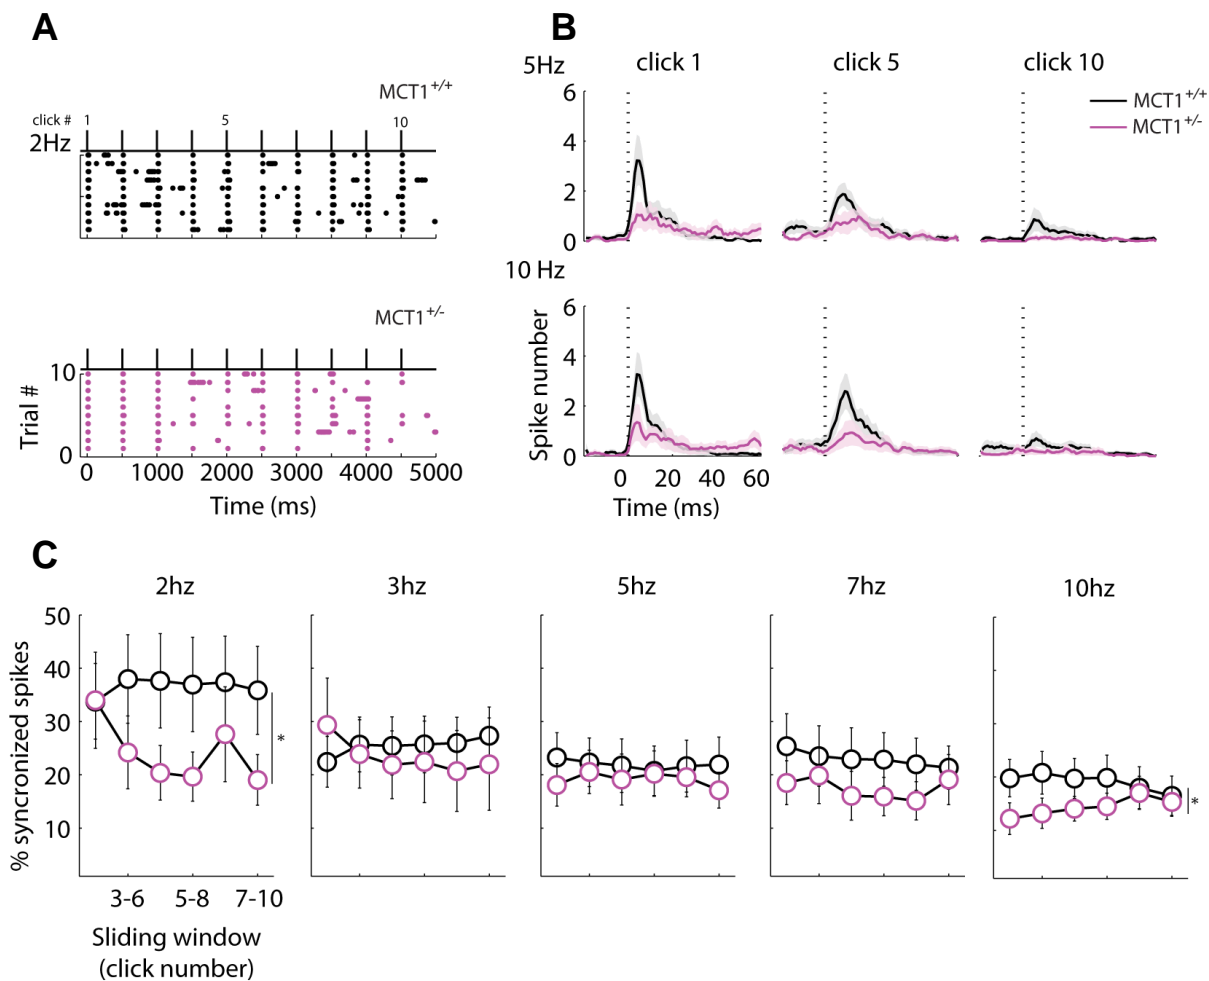 A
MCT1+/+
click # 1 5 10
2Hz
MCT1+/-
10
Trial #
0
0 1000 2000 3000 4000 5000
Time (ms)
B
5Hz click 1 click 5 click 10
MCT1+/+
MCT1+/-
6
4
2
0
10 Hz
6
4
2
0
Spike number
0 20 40 60
Time (ms)
C
2hz 3hz 5hz 7hz 10hz
50
40
30
20
10
% syncronized spikes
*
*
3-6 5-8 7-10
Sliding window
(click number)